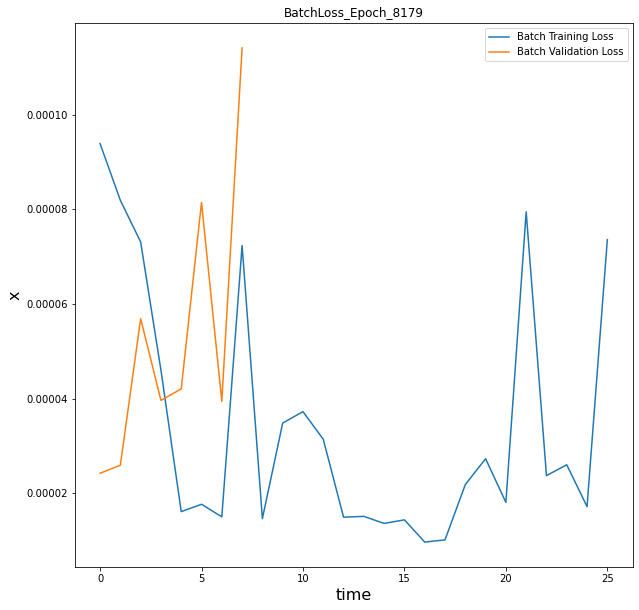 BatchLoss_Epoch_8179
Batch Training Loss
Batch Validation Loss
0.00010
0.00008
0.00006
0.00004
0.00002
x
0 5 10 15 20 25
time